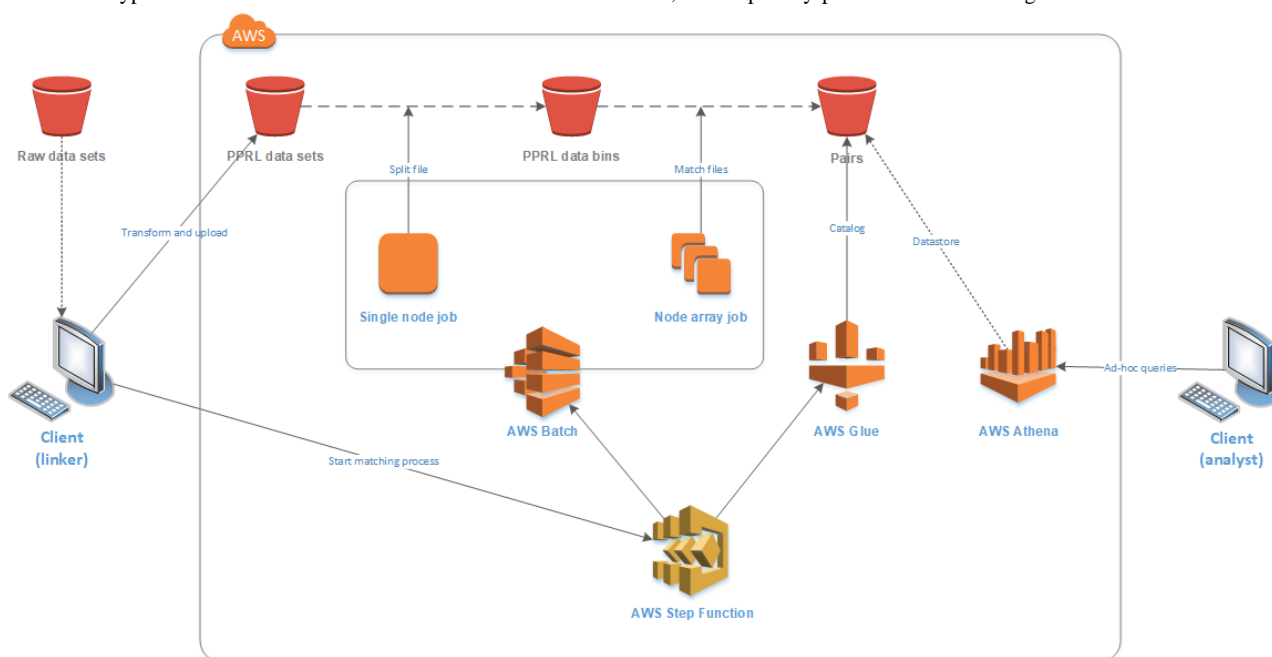 AWS
Raw data sets
PPRL data sets
PPRL data bins
Pairs
Split file
Match files
Transform and upload
Catalog
Datastore
Single node job
Node array job
Ad-hoc queries
AWS Batch
AWS Glue
AWS Athena
Client
(linker)
Client
(analyst)
Start matching process
AWS Step Function